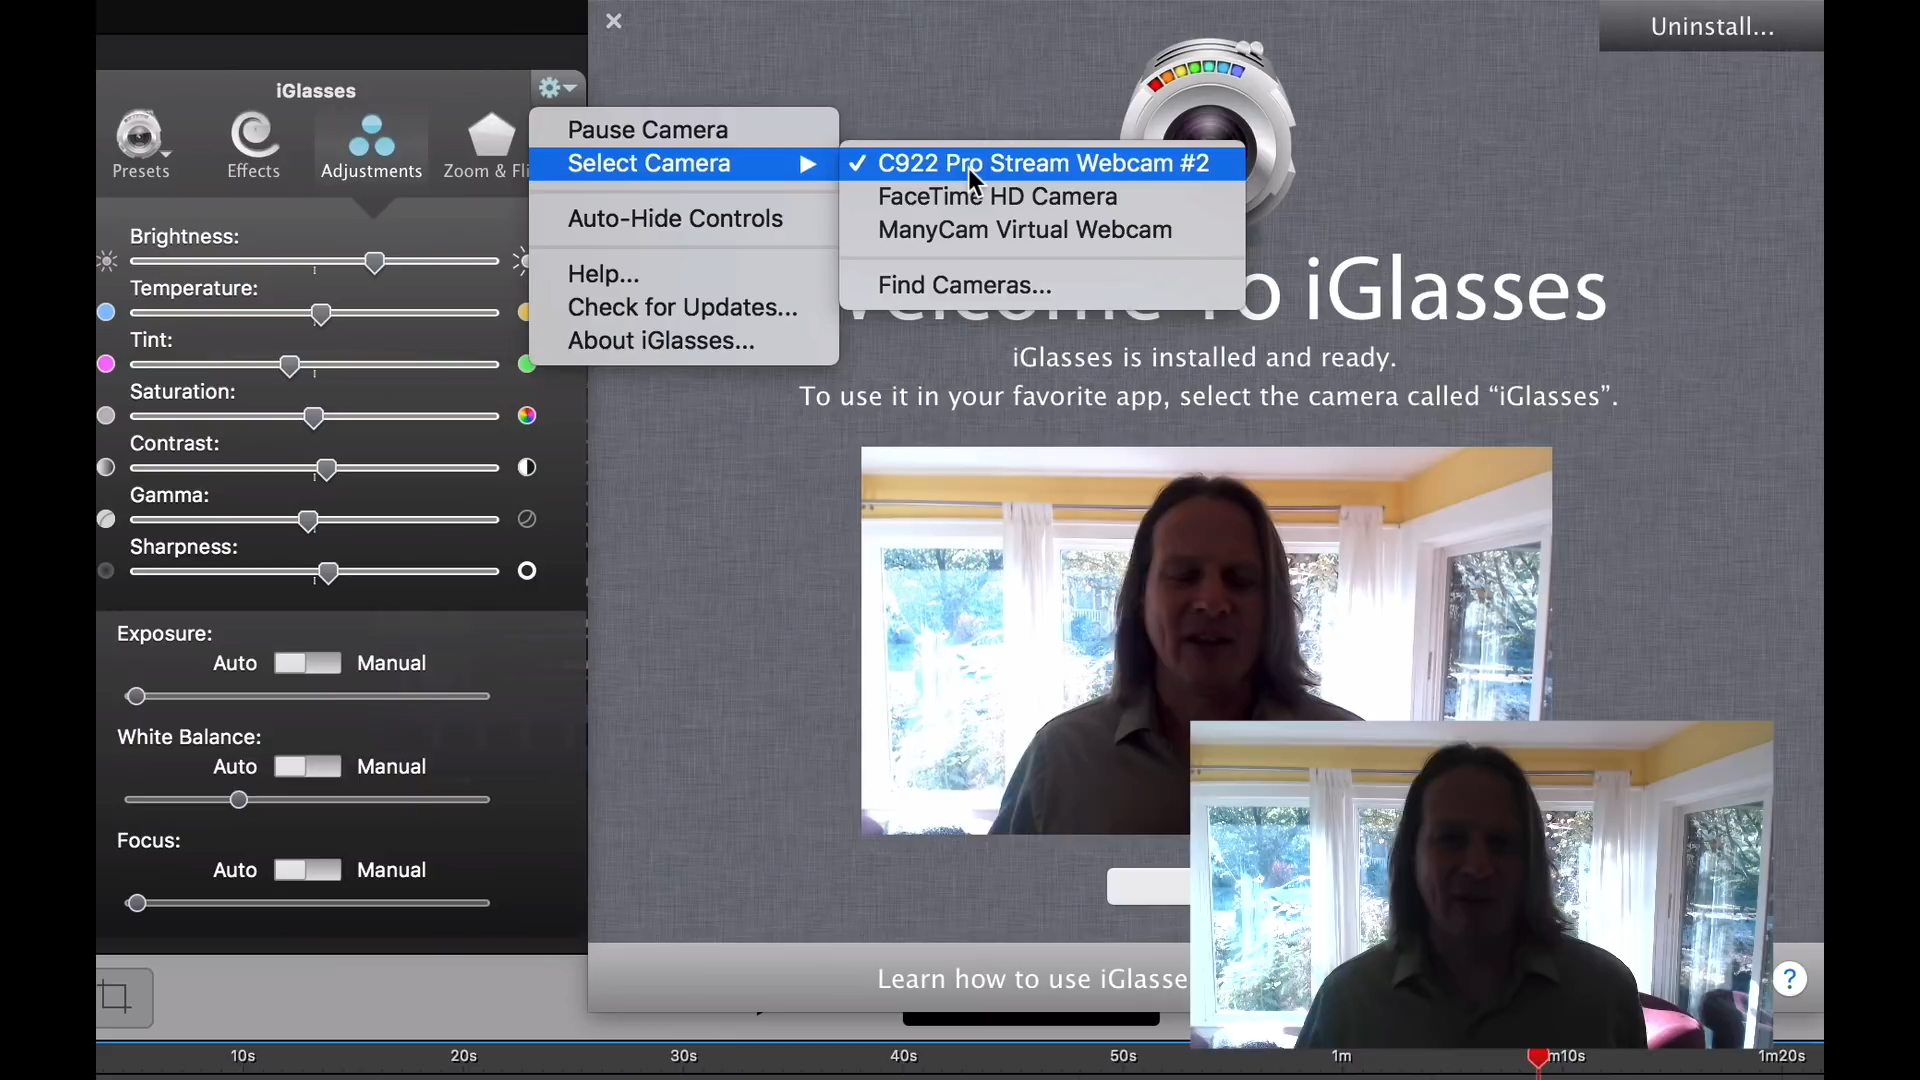 Uninstall...
iGlasses
Presets
Effects
Adjustments
Zoom & Fli
Pause Camera
Select Camera
Auto-Hide Controls
Help...
Check for Updates...
About iGlasses...
C922 Pro Stream Webcam #2
FaceTime HD Camera
ManyCam Virtual Webcam
Find Cameras...
Brightness:
Temperature:
Tint:
Saturation:
Contrast:
Gamma:
Sharpness:
Exposure:
Auto Manual
White Balance:
Auto Manual
Focus:
Auto Manual
Welcome To iGlasses
iGlasses is installed and ready.
To use it in your favorite app, select the camera called “iGlasses”.
Learn how to use iGlasse
?
10s 20s 30s 40s 50s 1m m10s 1m20s